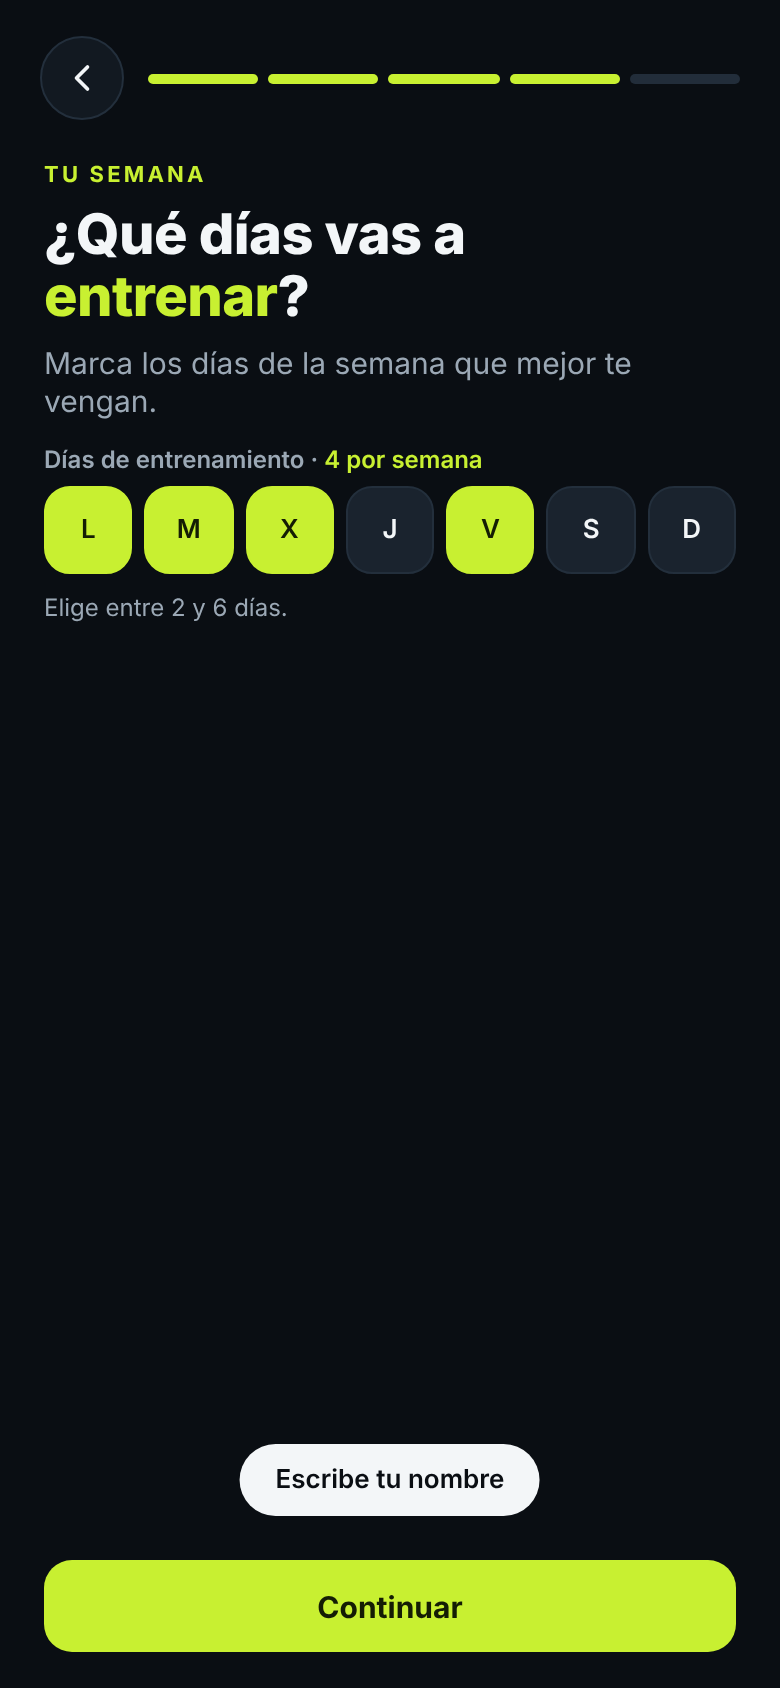 TU SEMANA
¿Qué días vas a
entrenar?
Marca los días de la semana que mejor te
vengan.
Días de entrenamiento · 4 por semana
L M X J V S D
Elige entre 2 y 6 días.
Escribe tu nombre
Continuar